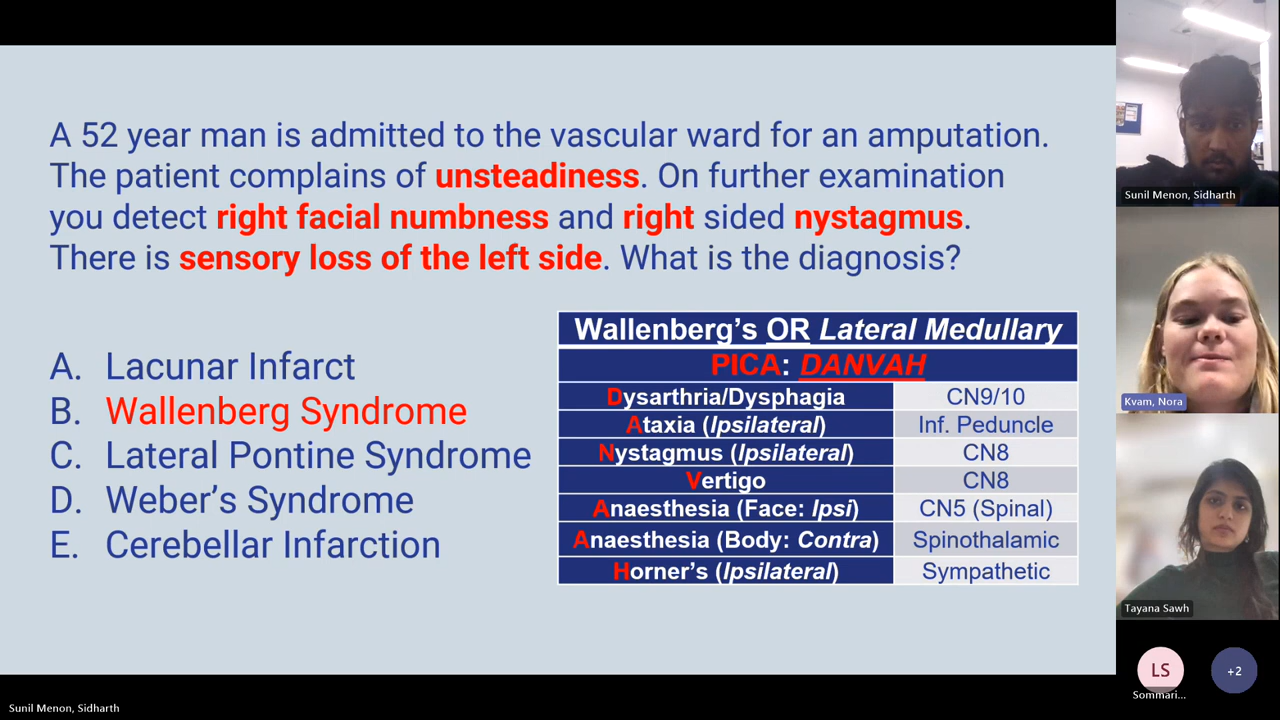 A 52 year man is admitted to the vascular ward for an amputation.
The patient complains of unsteadiness. On further examination
you detect right facial numbness and right sided nystagmus.
There is sensory loss of the left side. What is the diagnosis?
A. Lacunar Infarct
B. Wallenberg Syndrome
C. Lateral Pontine Syndrome
D. Weber's Syndrome
E. Cerebellar Infarction
Wallenberg's OR Lateral Medullary
PICA: DANVAH
Dysarthria/Dysphagia CN9/10
Ataxia (Ipsilateral) Inf. Peduncle
Nystagmus (Ipsilateral) CN8
Vertigo CN8
Anaesthesia (Face: Ipsi) CN5 (Spinal)
Anaesthesia (Body: Contra) Spinothalamic
Horner's (Ipsilateral) Sympathetic
Sunil Menon, Sidharth
Kvam, Nora
Tayana Sawh
LS
+2
Sommari...
Sunil Menon, Sidharth